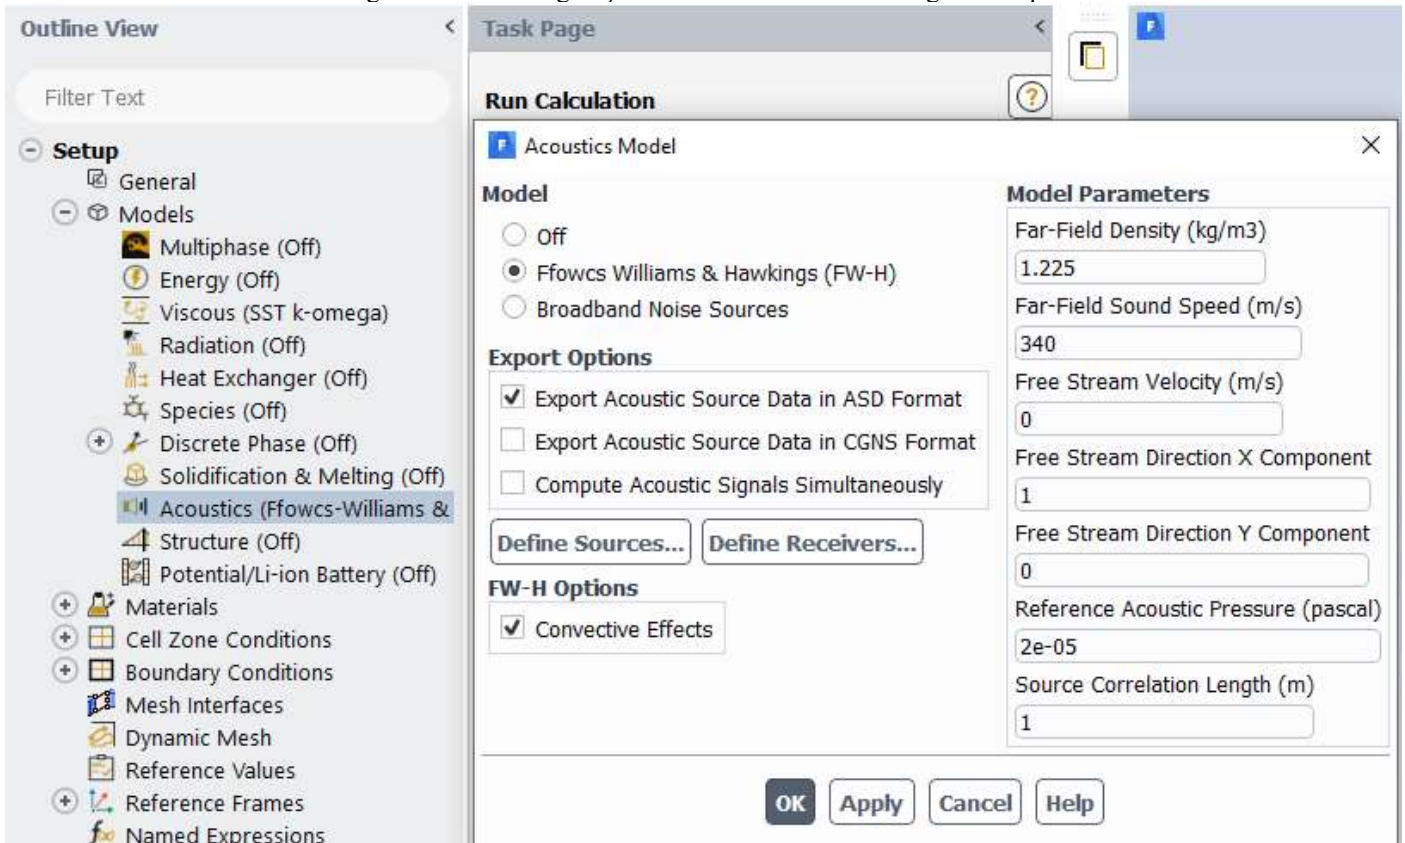 Outline View
Filter Text
Setup
General
Models
Multiphase (Off)
Energy (Off)
Viscous (SST k-omega)
Radiation (Off)
Heat Exchanger (Off)
Species (Off)
Discrete Phase (Off)
Solidification & Melting (Off)
Acoustics (Ffowcs-Williams &
Structure (Off)
Potential/Li-ion Battery (Off)
Materials
Cell Zone Conditions
Boundary Conditions
Mesh Interfaces
Dynamic Mesh
Reference Values
Reference Frames
Named Expressions
Task Page
Run Calculation
Acoustics Model
Model
Off
Ffowcs Williams & Hawkings (FW-H)
Broadband Noise Sources
Export Options
Export Acoustic Source Data in ASD Format
Export Acoustic Source Data in CGNS Format
Compute Acoustic Signals Simultaneously
Define Sources... Define Receivers...
FW-H Options
Convective Effects
Model Parameters
Far-Field Density (kg/m3)
1.225
Far-Field Sound Speed (m/s)
340
Free Stream Velocity (m/s)
0
Free Stream Direction X Component
1
Free Stream Direction Y Component
0
Reference Acoustic Pressure (pascal)
2e-05
Source Correlation Length (m)
1
OK Apply Cancel Help